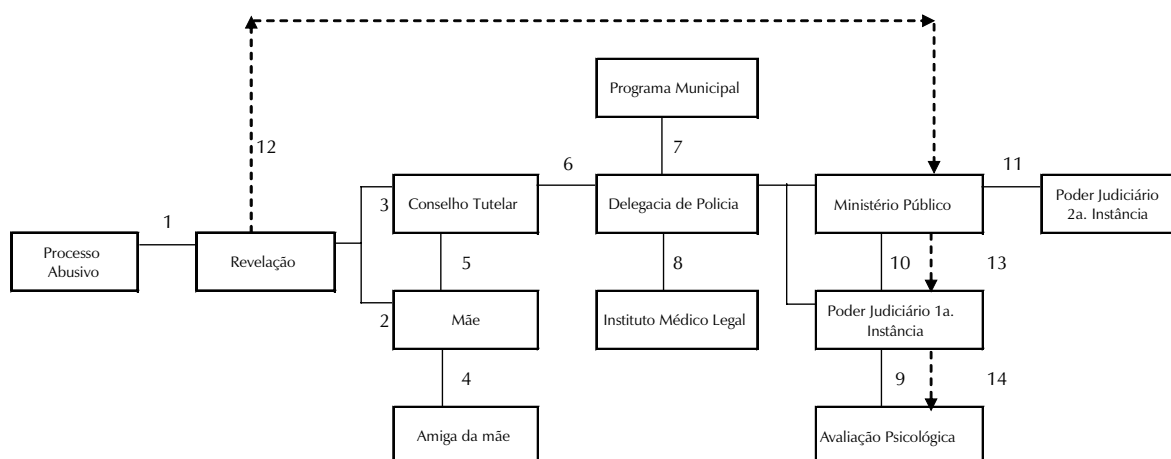 Programa Municipal
12
7
6
11
3
Conselho Tutelar
Delegacia de Policia
Ministério Público
Poder Judiciário
2a. Instância
1
Processo
Abusivo
Revelação
5
8
10
13
2
Mãe
Instituto Médico Legal
Poder Judiciário 1a.
Instância
4
9
14
Amiga da mãe
Avaliação Psicológica